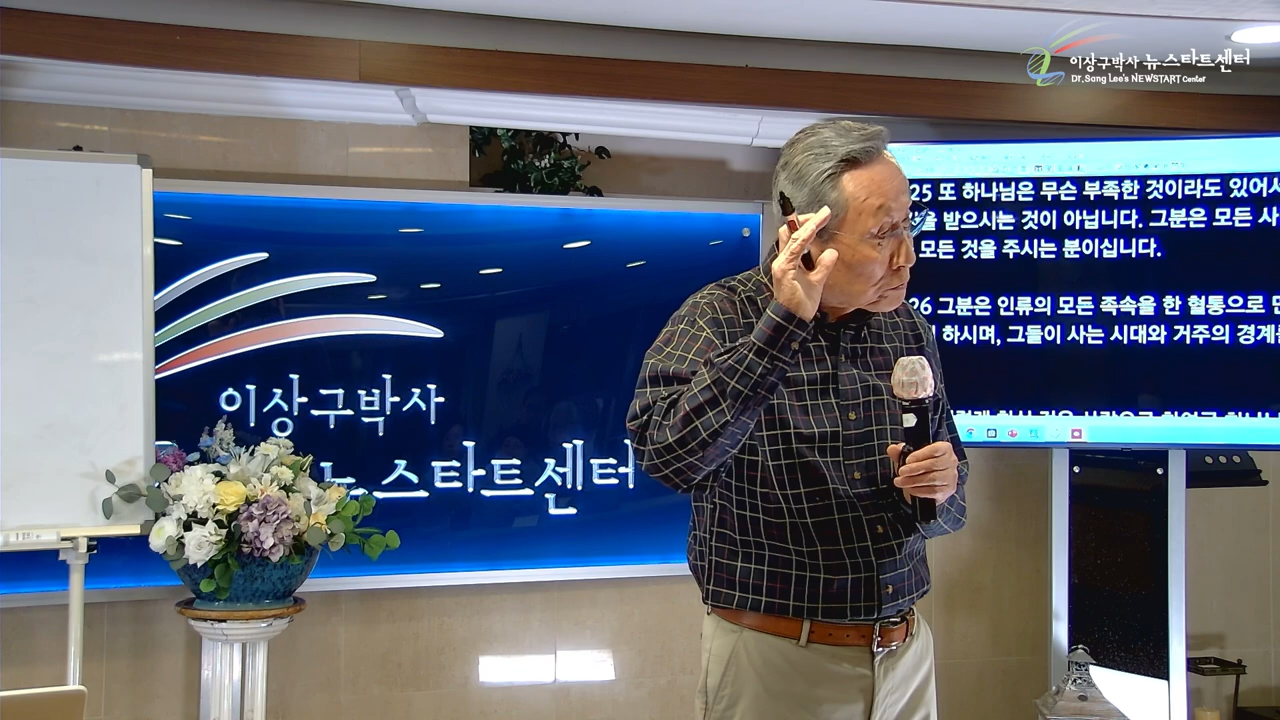 이상구박사 뉴스타트센터
Dr. Sang Lee's NEWSTART Center
25 또 하나님은 무슨 부족한 것이라도 있어서
을 받으시는 것이 아닙니다. 그분은 모든 사
모든 것을 주시는 분이십니다.
26 그분은 인류의 모든 족속을 한 혈통으로
하시며, 그들이 사는 시대와 거주의 경계를
이상구박사
뉴스타트센터